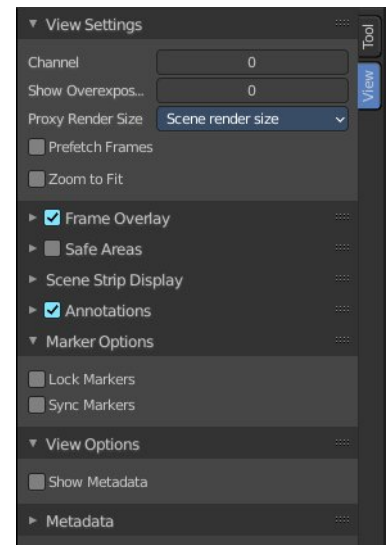 View Settings
Tool
Channel 0
Show Overexpos... 0
View
Proxy Render Size Scene render size
Prefetch Frames
Zoom to Fit
Frame Overlay
Safe Areas
Scene Strip Display
Annotations
Marker Options
Lock Markers
Sync Markers
View Options
Show Metadata
Metadata